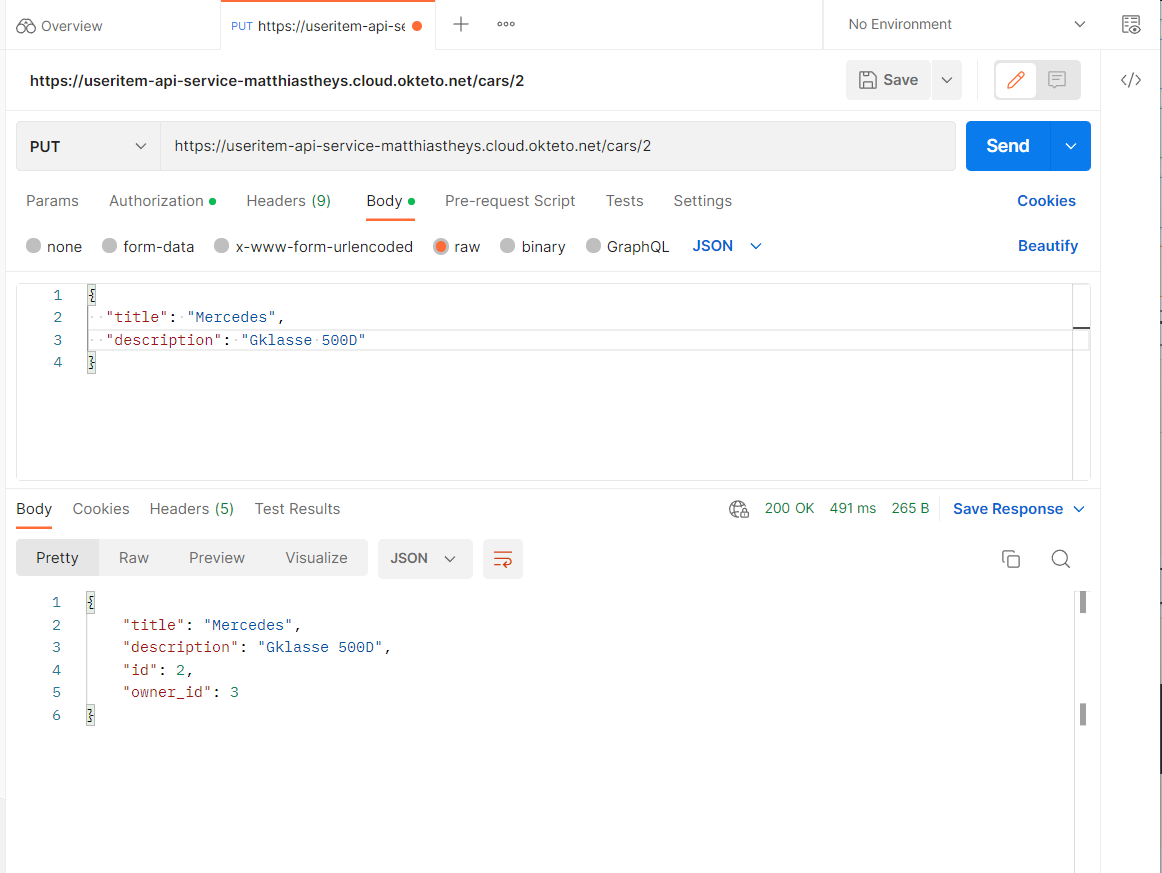 Overview
PUT https://useritem-api-se
No Environment
https://useritem-api-service-matthiastheys.cloud.okteto.net/cars/2
Save
PUT
https://useritem-api-service-matthiastheys.cloud.okteto.net/cars/2
Send
Params Authorization Headers (9) Body Pre-request Script Tests Settings Cookies
none form-data x-www-form-urlencoded raw binary GraphQL JSON Beautify
1 {
2 "title": "Mercedes",
3 "description": "Gklasse 500D"
4 }
Body Cookies Headers (5) Test Results 200 OK 491 ms 265 B Save Response
Pretty Raw Preview Visualize JSON
1 {
2 "title": "Mercedes",
3 "description": "Gklasse 500D",
4 "id": 2,
5 "owner_id": 3
6 }